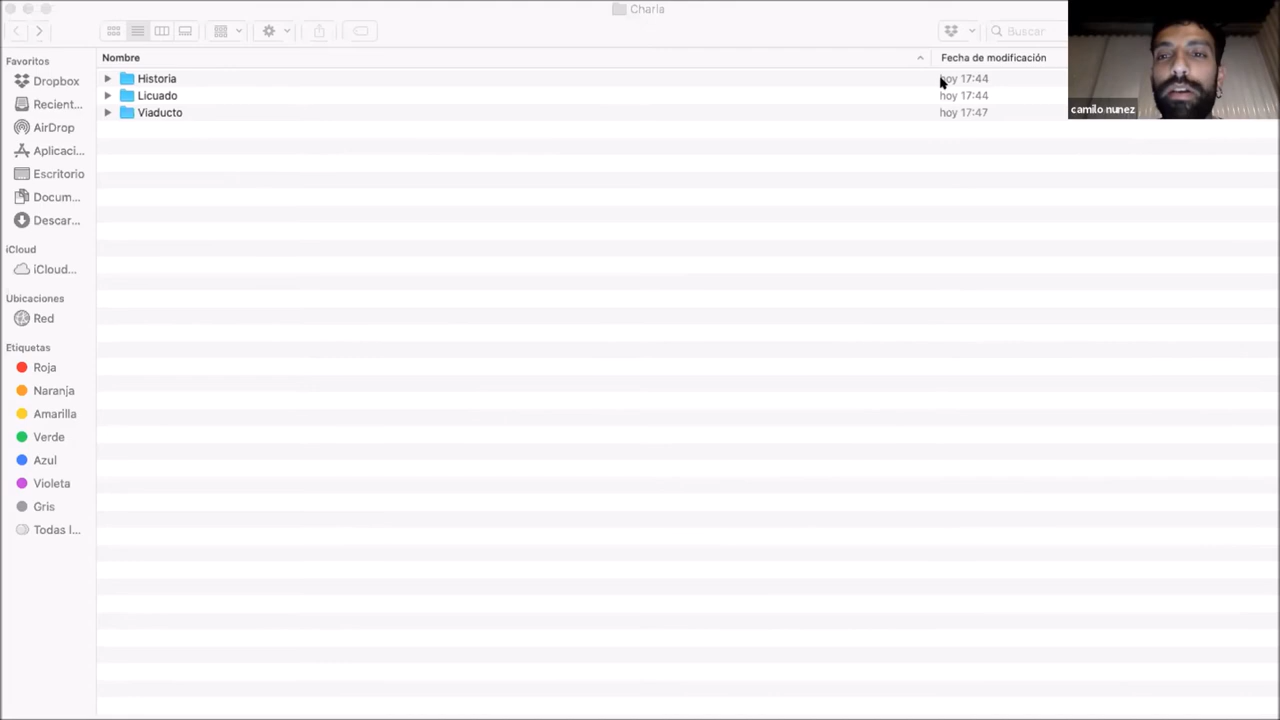 Charla
Buscar
Nombre
Fecha de modificación
Historia
hoy 17:44
Licuado
hoy 17:44
Viaducto
hoy 17:47
Favoritos
Dropbox
Recient...
AirDrop
Aplicaci...
Escritorio
Docum...
Descar...
iCloud
iCloud...
Ubicaciones
Red
Etiquetas
Roja
Naranja
Amarilla
Verde
Azul
Violeta
Gris
Todas l...
camilo nunez